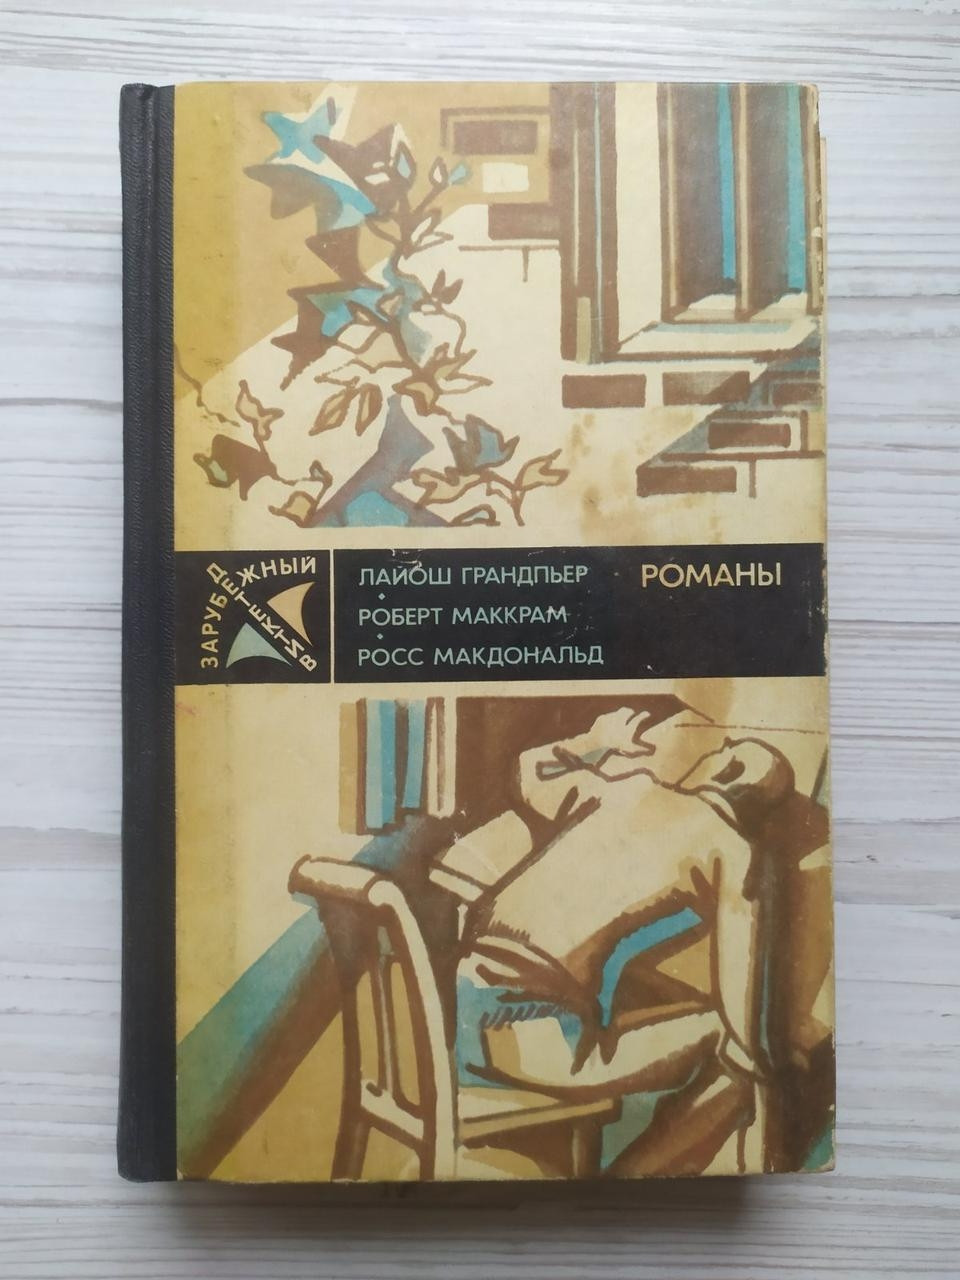 ЗАРУБЕЖНЫЙ
ДЕТЕКТИВ
ЛАЙОШ ГРАНДПЬЕР
РОБЕРТ МАККРАМ
РОСС МАКДОНАЛЬД
РОМАНЫ